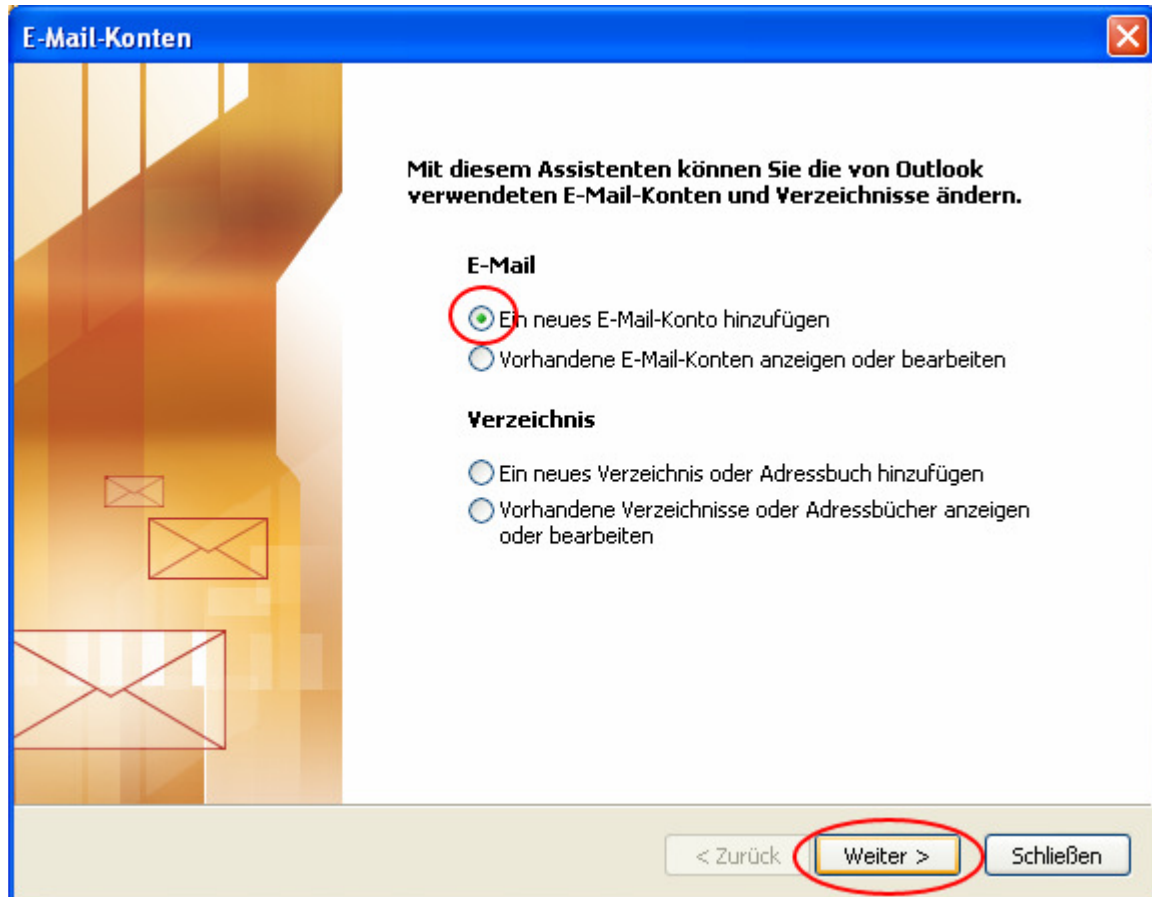 E-Mail-Konten
Mit diesem Assistenten können Sie die von Outlook
verwendeten E-Mail-Konten und Verzeichnisse ändern.
E-Mail
Ein neues E-Mail-Konto hinzufügen
Vorhandene E-Mail-Konten anzeigen oder bearbeiten
Verzeichnis
Ein neues Verzeichnis oder Adressbuch hinzufügen
Vorhandene Verzeichnisse oder Adressbücher anzeigen
oder bearbeiten
< Zurück Weiter > Schließen